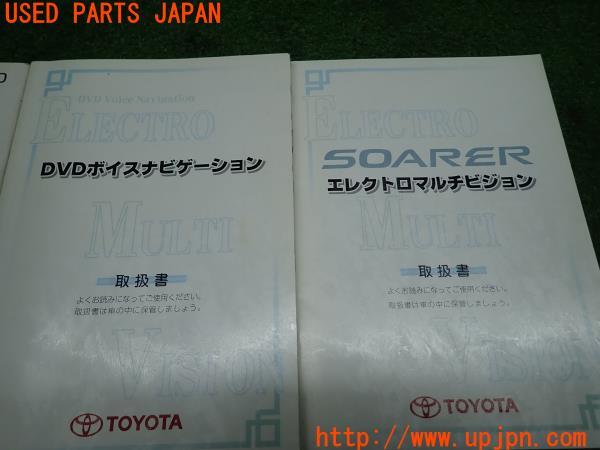 USED PARTS JAPAN
DVD Voice Navigation
ELECTRO
DVDボイスナビゲーション
MULTI
取扱書
よくお読みになってご使用ください。
取扱書は車の中に保管しましょう。
VISION
TOYOTA
ELECTRO
SOARER
エレクトロマルチビジョン
MULTI
取扱書
よくお読みになってご使用ください。
取扱書は車の中に保管しましょう。
VISION
TOYOTA
http://www.upjpn.com/